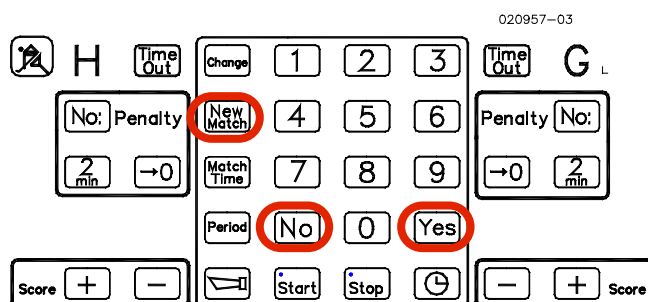 020957-03
H Time Out Change 1 2 3 Time Out G L
No: Penalty New Match 4 5 6 Penalty No:
2 min →0 Match Time 7 8 9 →0 2 min
Period No 0 Yes
Score + − Start Stop − + Score